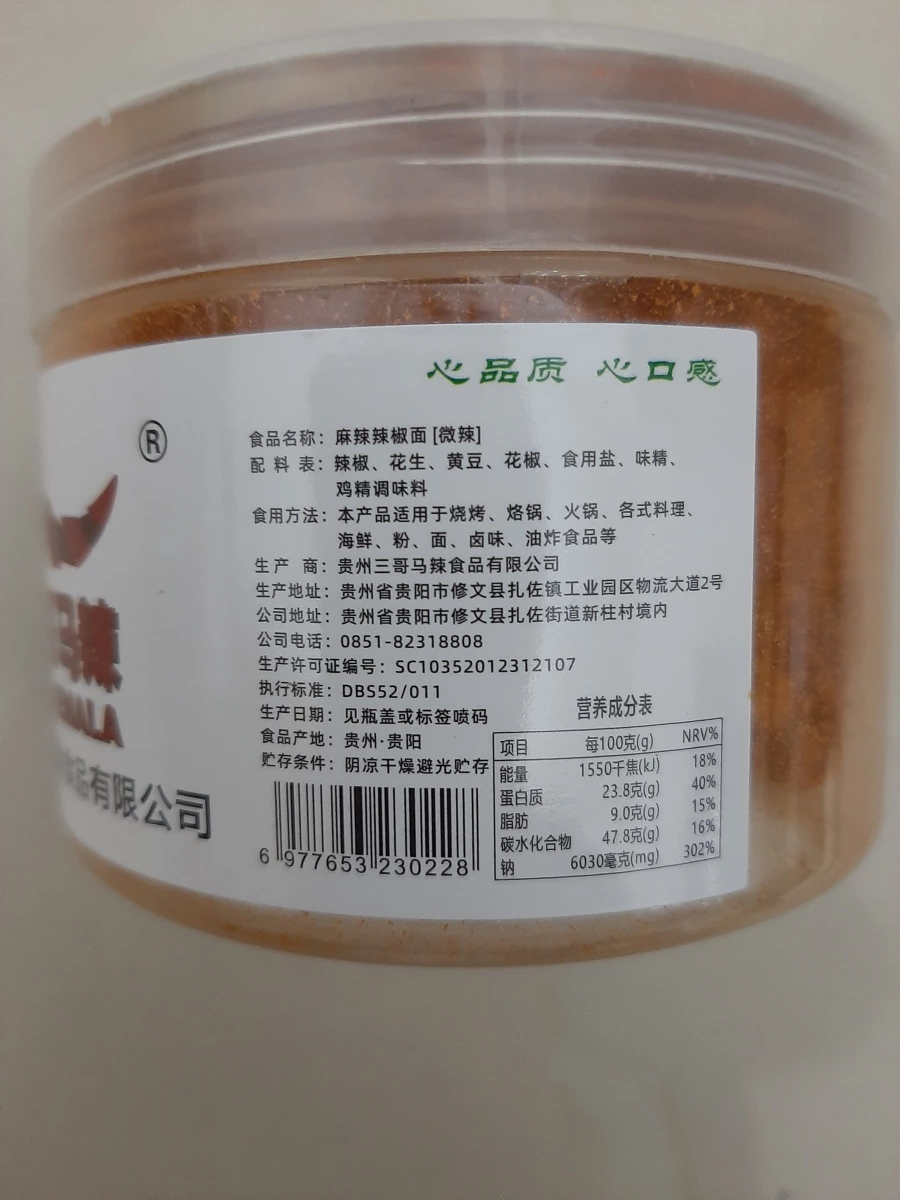 心品质 心口感
®
食品名称：麻辣辣椒面 [微辣]
配 料 表：辣椒、花生、黄豆、花椒、食用盐、味精、
鸡精调味料
食用方法：本产品适用于烧烤、烙锅、火锅、各式料理、
海鲜、粉、面、卤味、油炸食品等
生 产 商：贵州三哥马辣食品有限公司
生产地址：贵州省贵阳市修文县扎佐镇工业园区物流大道2号
公司地址：贵州省贵阳市修文县扎佐街道新柱村境内
公司电话：0851-82318808
生产许可证编号：SC10352012312107
执行标准：DBS52/011
生产日期：见瓶盖或标签喷码
食品产地：贵州·贵阳
贮存条件：阴凉干燥避光贮存
营养成分表
项目 每100克(g) NRV%
能量 1550千焦(kJ) 18%
蛋白质 23.8克(g) 40%
脂肪 9.0克(g) 15%
碳水化合物 47.8克(g) 16%
钠 6030毫克(mg) 302%
6 977653 230228
马辣
ALA
品有限公司